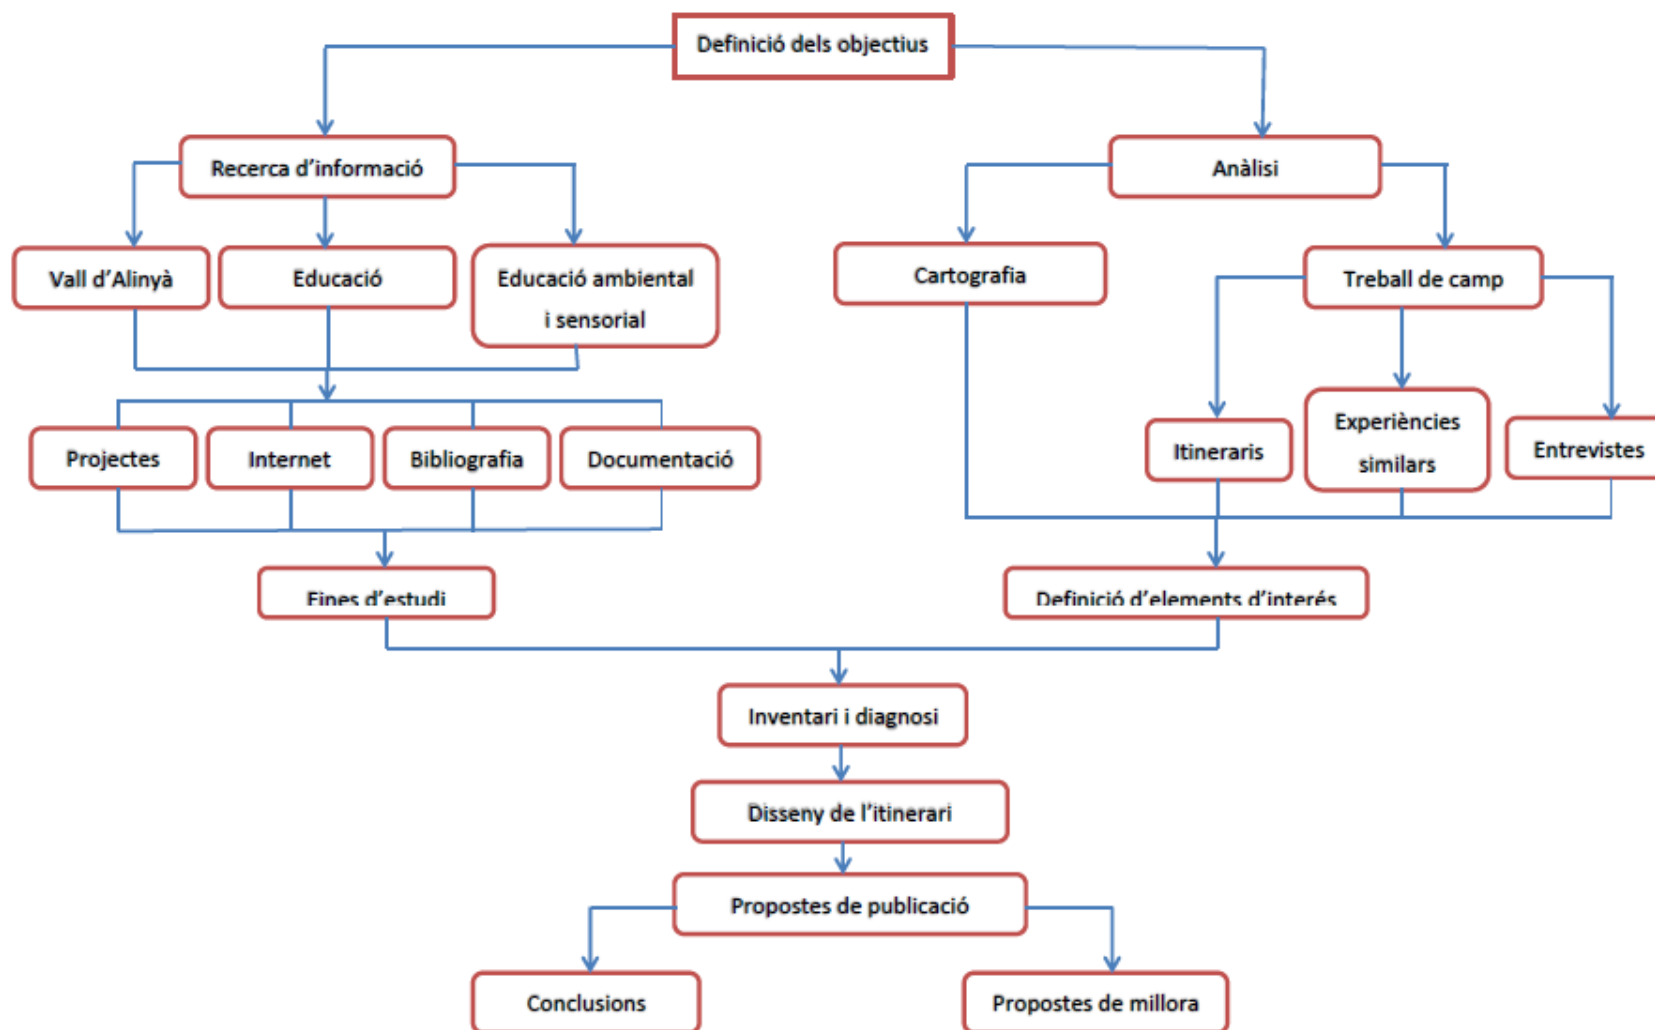 Definició dels objectius
Recerca d'informació
Anàlisi
Vall d'Alinyà
Educació
Educació ambiental
i sensorial
Cartografia
Treball de camp
Projectes
Internet
Bibliografia
Documentació
Itineraris
Experiències
similars
Entrevistes
Eines d'estudi
Definició d'elements d'interés
Inventari i diagnosi
Disseny de l'itinerari
Propostes de publicació
Conclusions
Propostes de millora